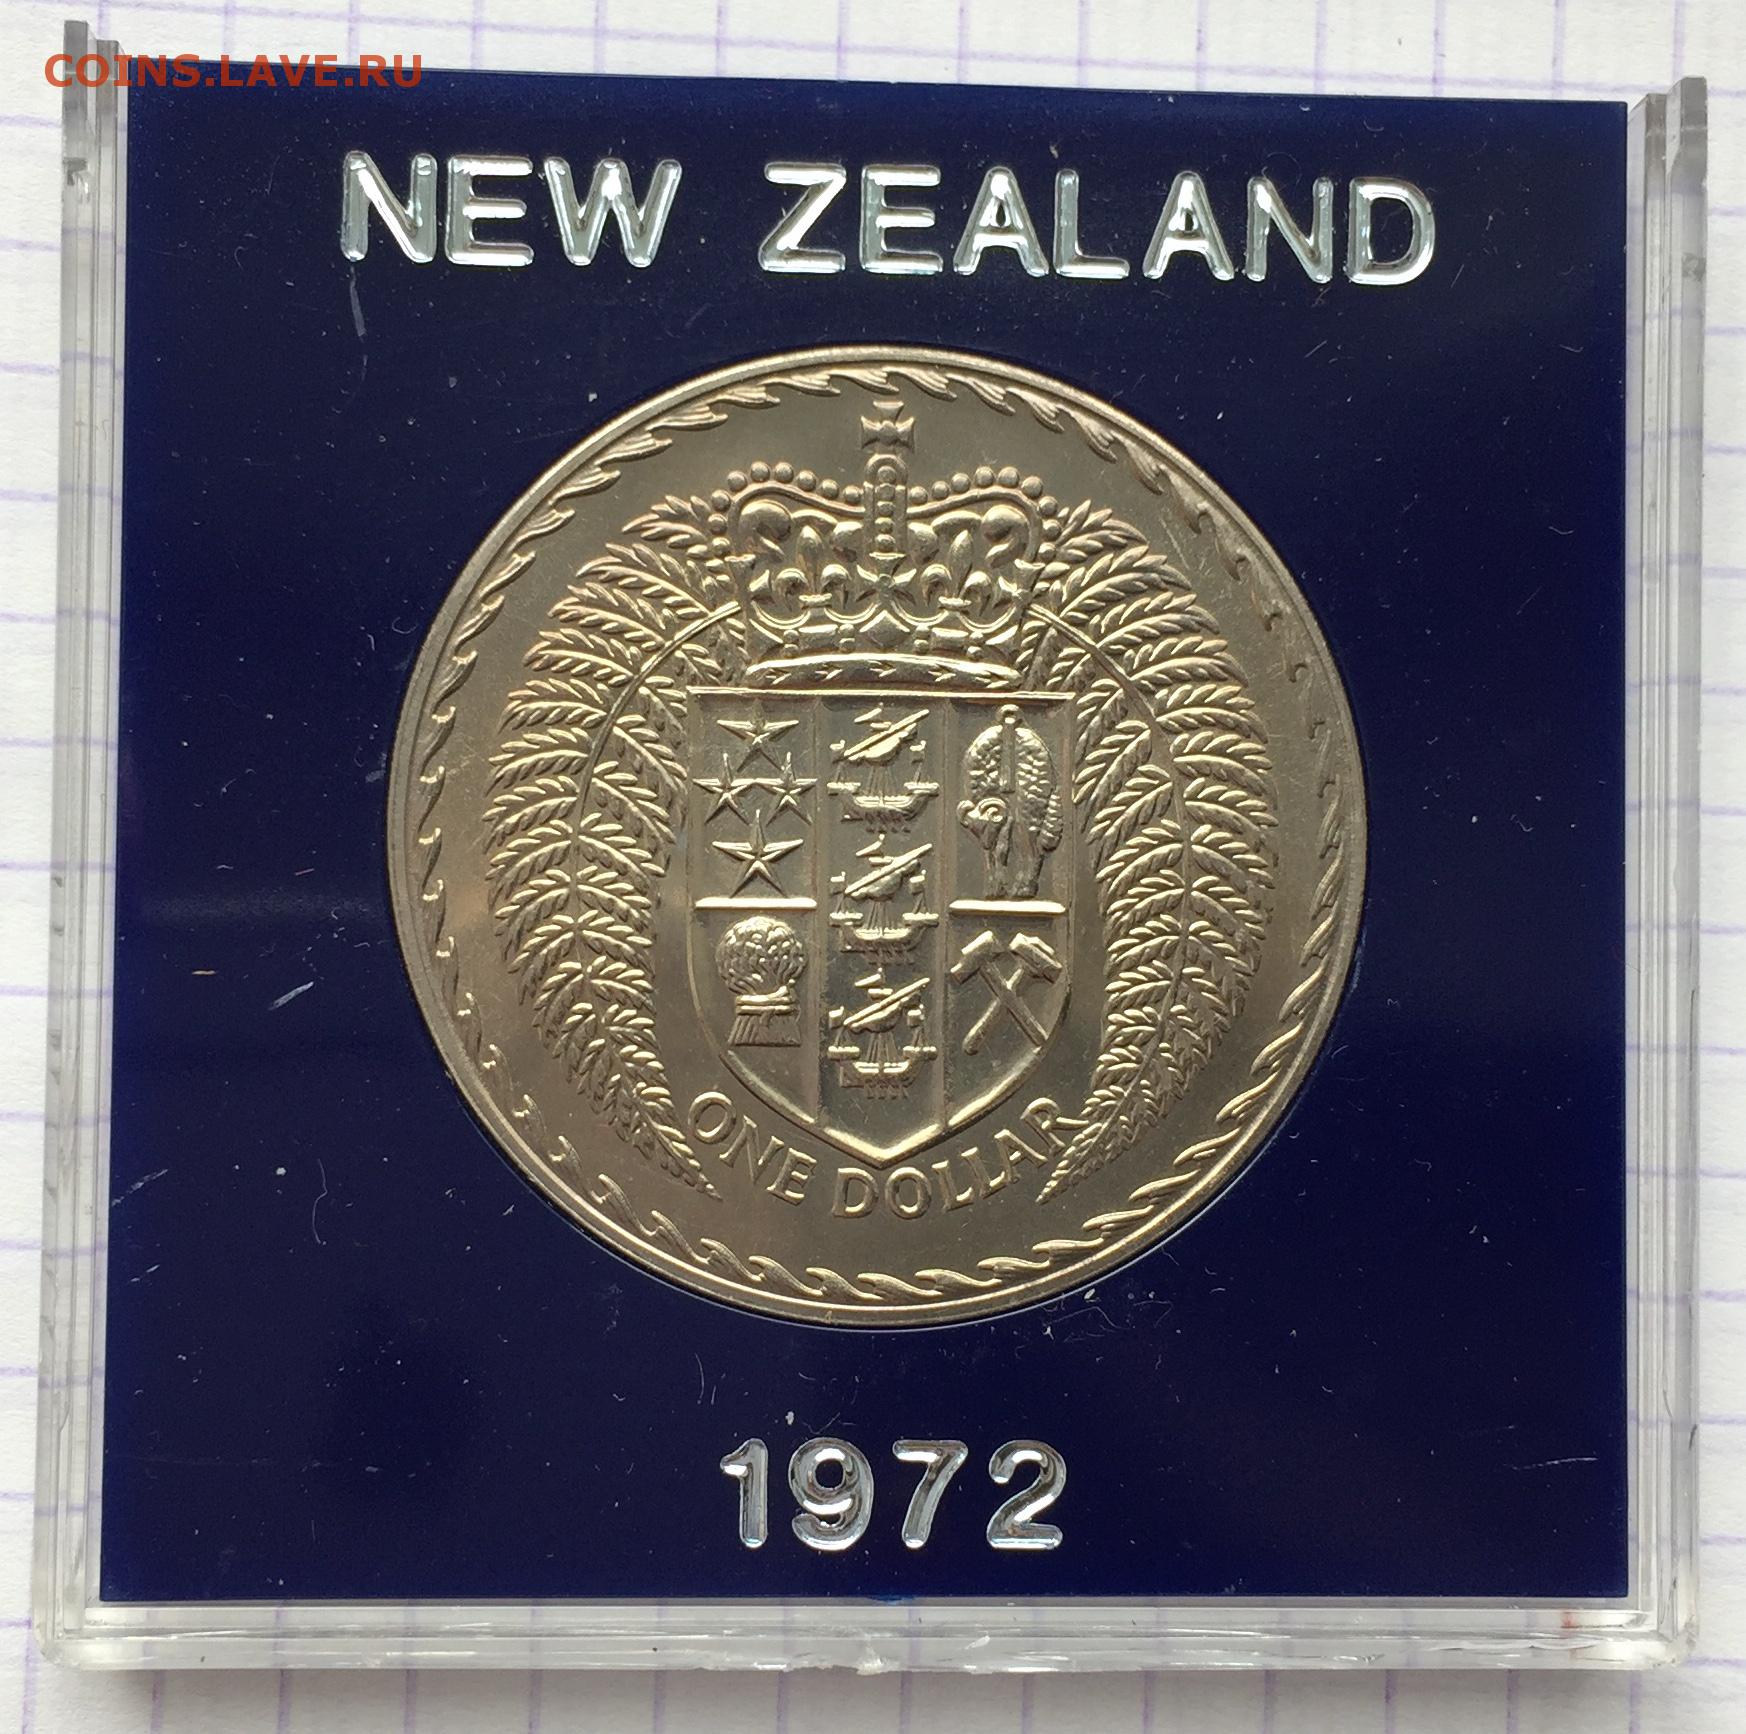 COINS.LAVE.RU
NEW ZEALAND
ONE DOLLAR
1972